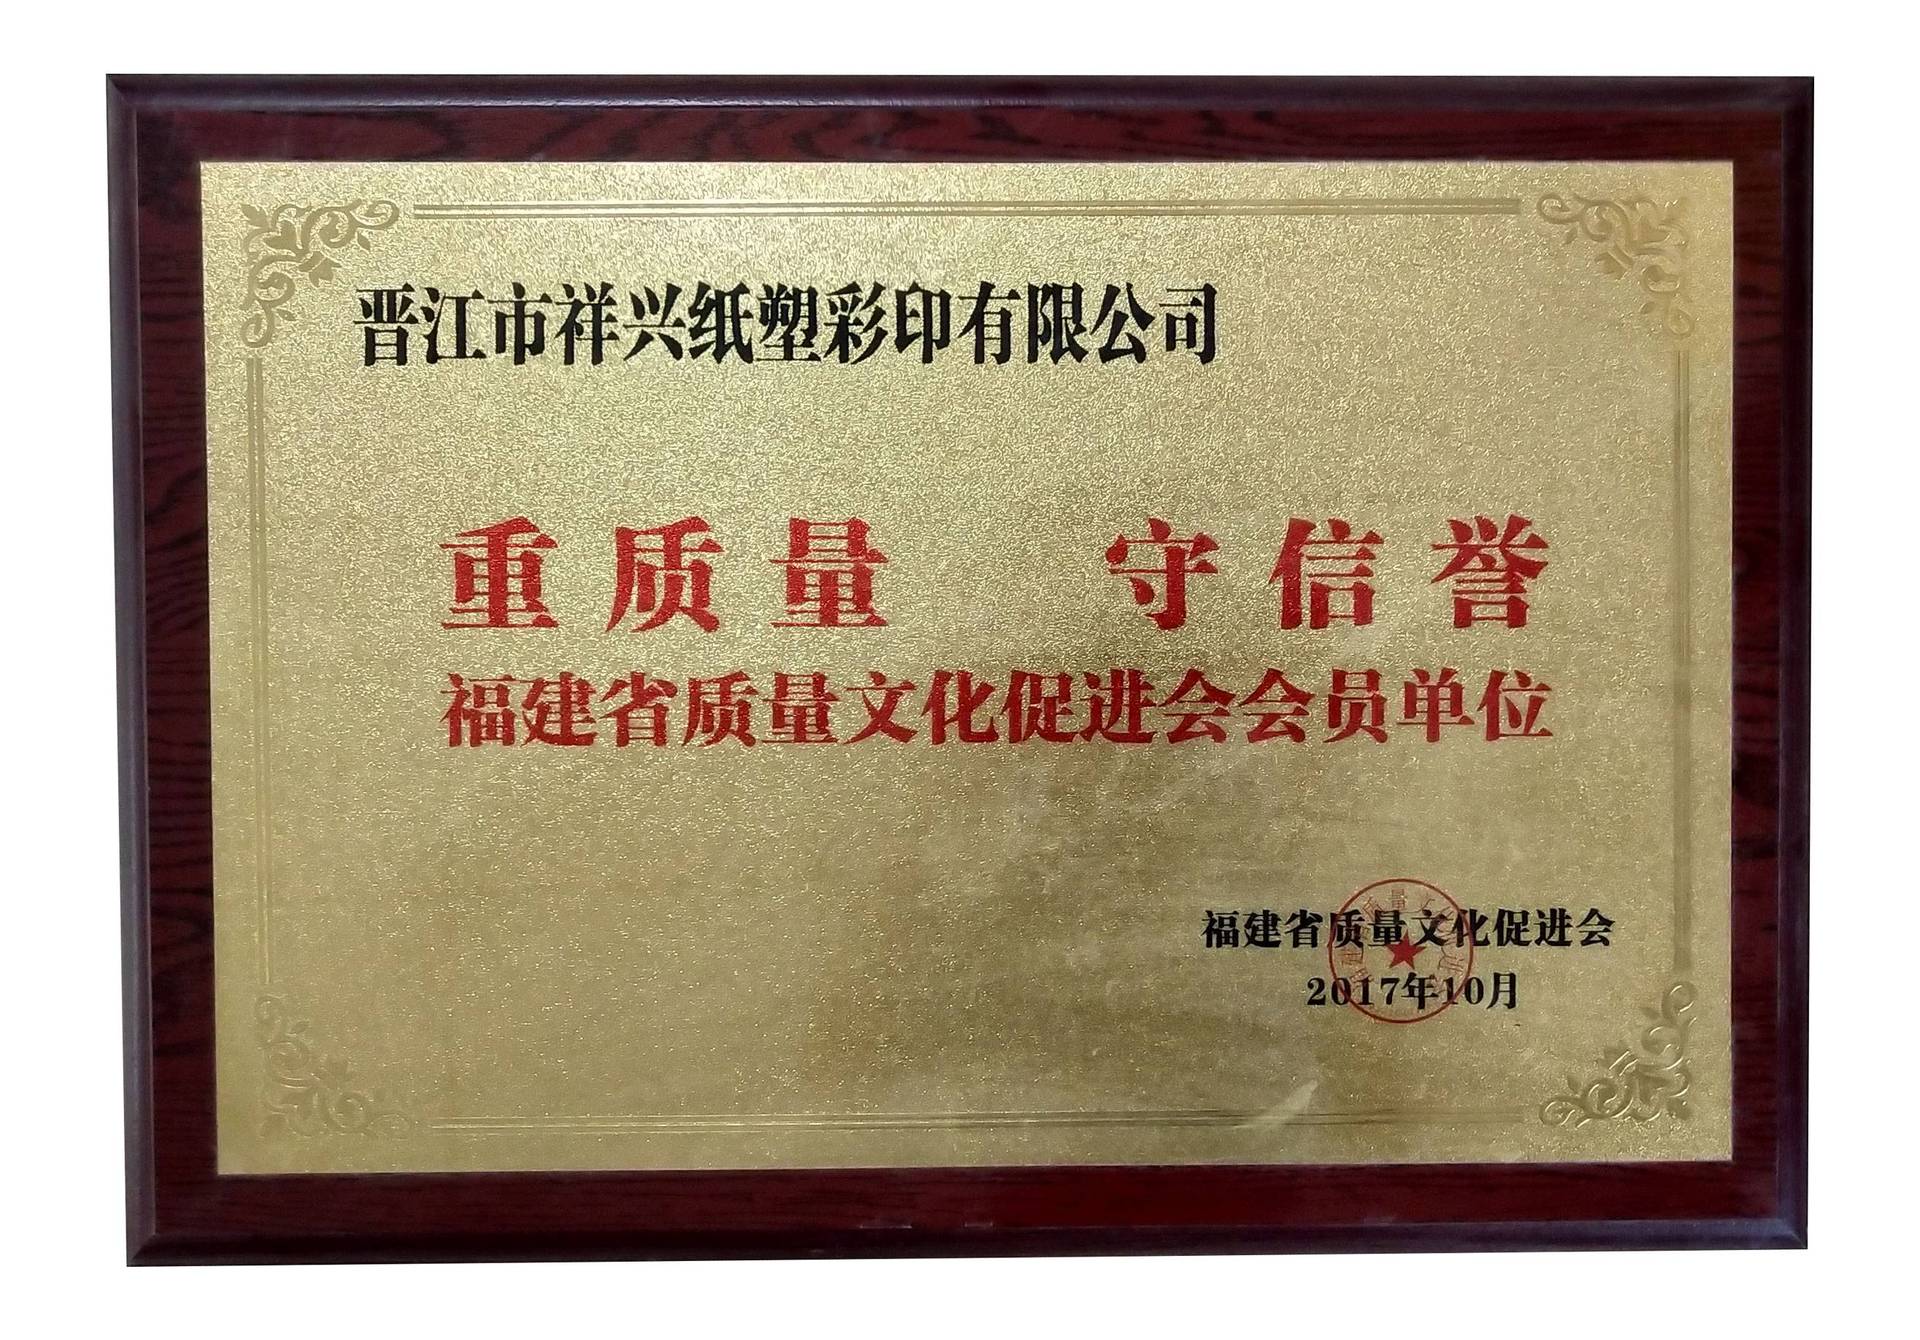 晋江市祥兴纸塑彩印有限公司
重质量 守信誉
福建省质量文化促进会会员单位
福建省质量文化促进会
2017年10月